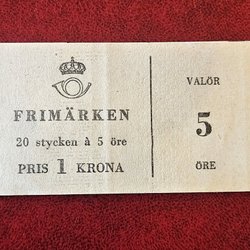 FRIMÄRKEN
20 stycken à 5 öre
PRIS 1 KRONA
VALÖR
5
ÖRE